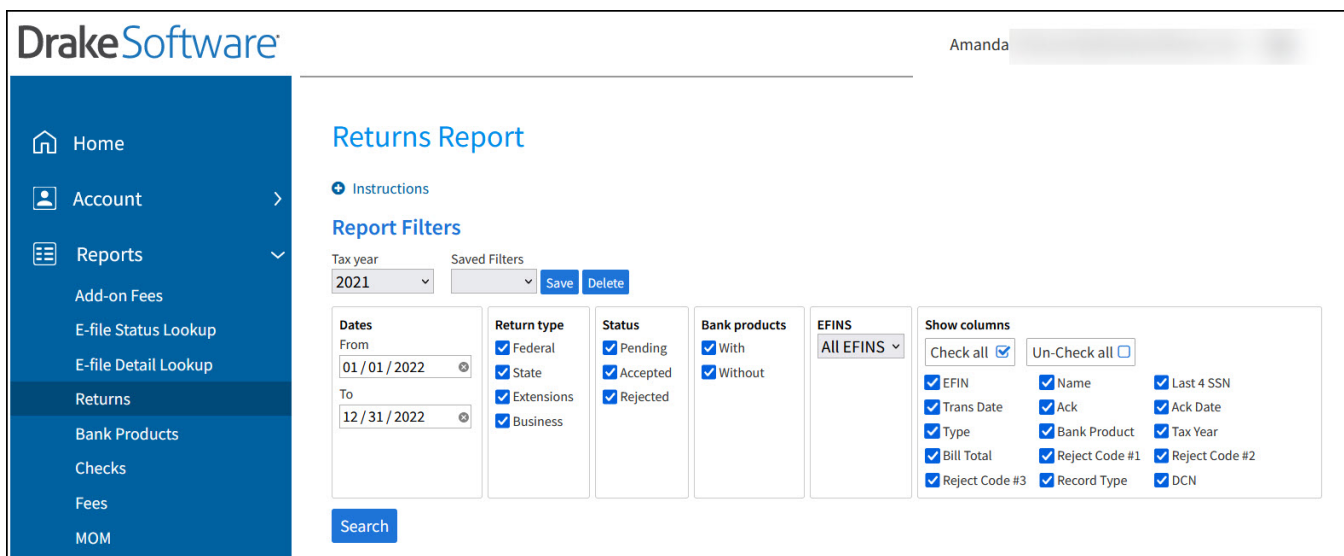 DrakeSoftware
Amanda
Home
Account
Reports
Add-on Fees
E-file Status Lookup
E-file Detail Lookup
Returns
Bank Products
Checks
Fees
MOM
Returns Report
Instructions
Report Filters
Tax year
Saved Filters
2021
Save
Delete
Dates
From
01/01/2022
To
12/31/2022
Return type
Federal
State
Extensions
Business
Status
Pending
Accepted
Rejected
Bank products
With
Without
EFINS
All EFINS
Show columns
Check all
Un-Check all
EFIN
Name
Last 4 SSN
Trans Date
Ack
Ack Date
Type
Bank Product
Tax Year
Bill Total
Reject Code #1
Reject Code #2
Reject Code #3
Record Type
DCN
Search